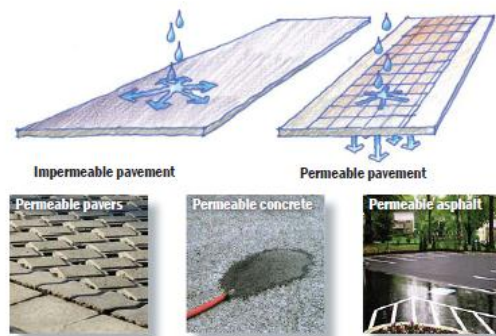 Impermeable pavement
Permeable pavement
Permeable pavers
Permeable concrete
Permeable asphalt